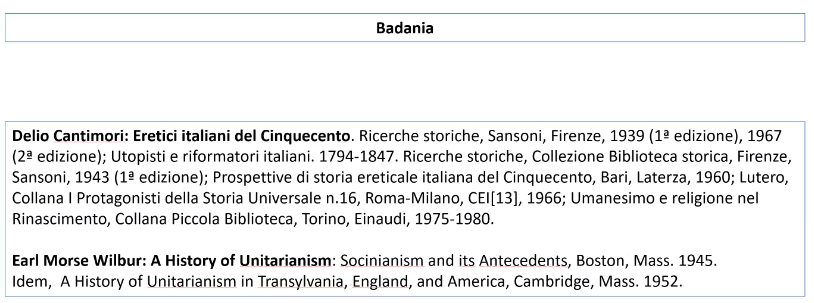 Badania
Delio Cantimori: Eretici italiani del Cinquecento. Ricerche storiche, Sansoni, Firenze, 1939 (1ª edizione), 1967
(2ª edizione); Utopisti e riformatori italiani. 1794-1847. Ricerche storiche, Collezione Biblioteca storica, Firenze,
Sansoni, 1943 (1ª edizione); Prospettive di storia ereticale italiana del Cinquecento, Bari, Laterza, 1960; Lutero,
Collana I Protagonisti della Storia Universale n.16, Roma-Milano, CEI[13], 1966; Umanesimo e religione nel
Rinascimento, Collana Piccola Biblioteca, Torino, Einaudi, 1975-1980.
Earl Morse Wilbur: A History of Unitarianism: Socinianism and its Antecedents, Boston, Mass. 1945.
Idem, A History of Unitarianism in Transylvania, England, and America, Cambridge, Mass. 1952.